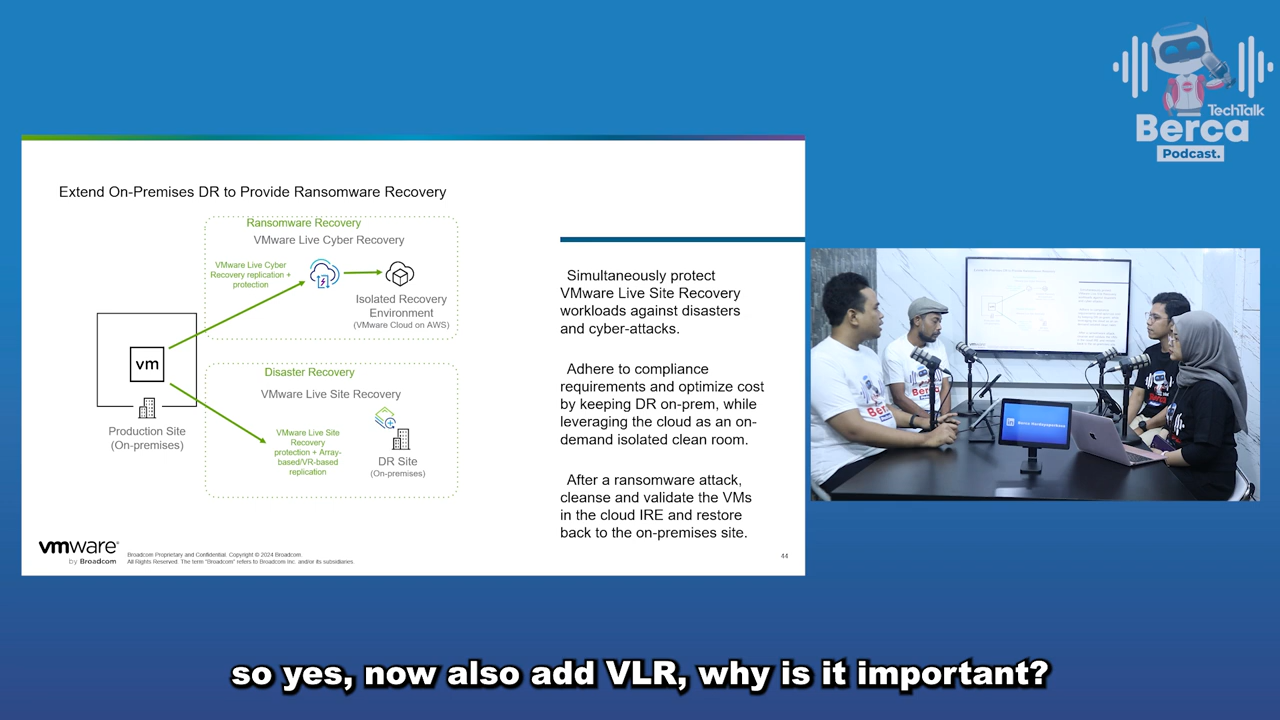 TechTalk
Berca
Podcast.
Extend On-Premises DR to Provide Ransomware Recovery
Ransomware Recovery
VMware Live Cyber Recovery
VMware Live Cyber
Recovery replication +
protection
Isolated Recovery
Environment
(VMware Cloud on AWS)
vm
Production Site
(On-premises)
Disaster Recovery
VMware Live Site Recovery
VMware Live Site
Recovery
protection + Array-
based/VR-based
replication
DR Site
(On-premises)
Simultaneously protect
VMware Live Site Recovery
workloads against disasters
and cyber-attacks.
Adhere to compliance
requirements and optimize cost
by keeping DR on-prem, while
leveraging the cloud as an on-
demand isolated clean room.
After a ransomware attack,
cleanse and validate the VMs
in the cloud IRE and restore
back to the on-premises site.
vmware®
by Broadcom
Broadcom Proprietary and Confidential. Copyright © 2024 Broadcom.
All Rights Reserved. The term "Broadcom" refers to Broadcom Inc. and/or its subsidiaries.
44
Berca
Berca
so yes, now also add VLR, why is it important?